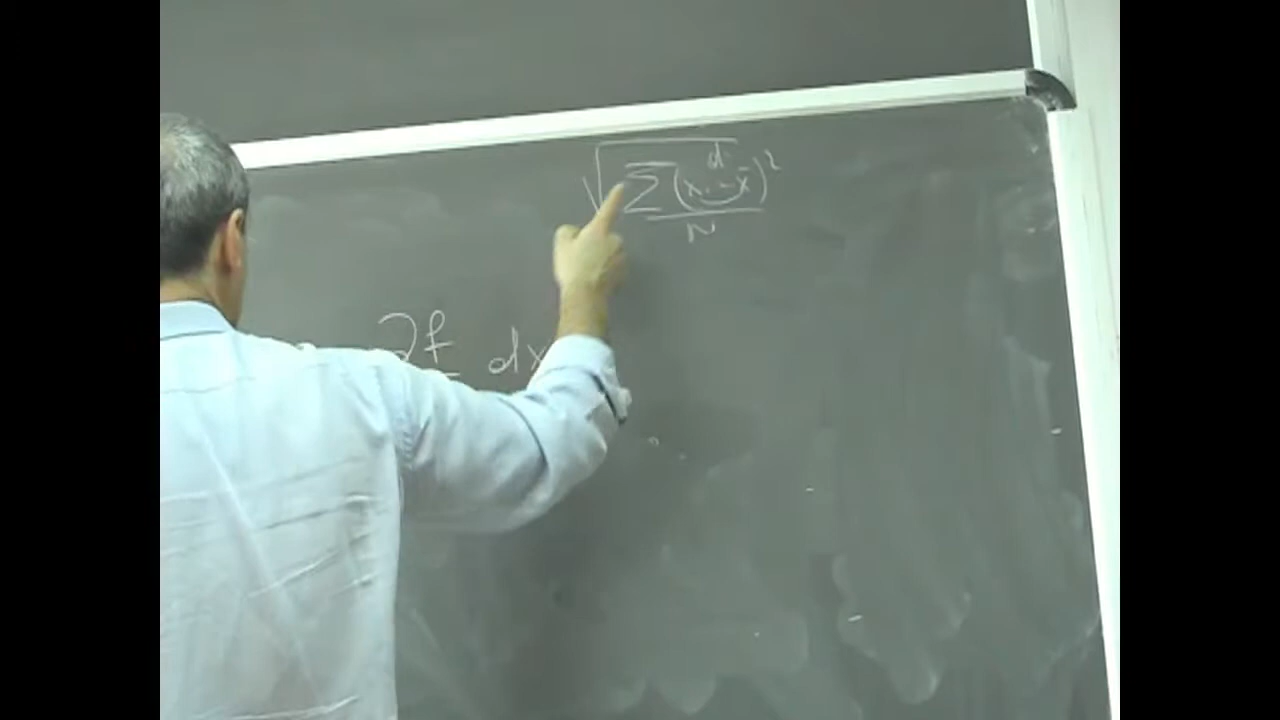 d
√ Σ (xᵢ - x̄)²
N
∂f dx